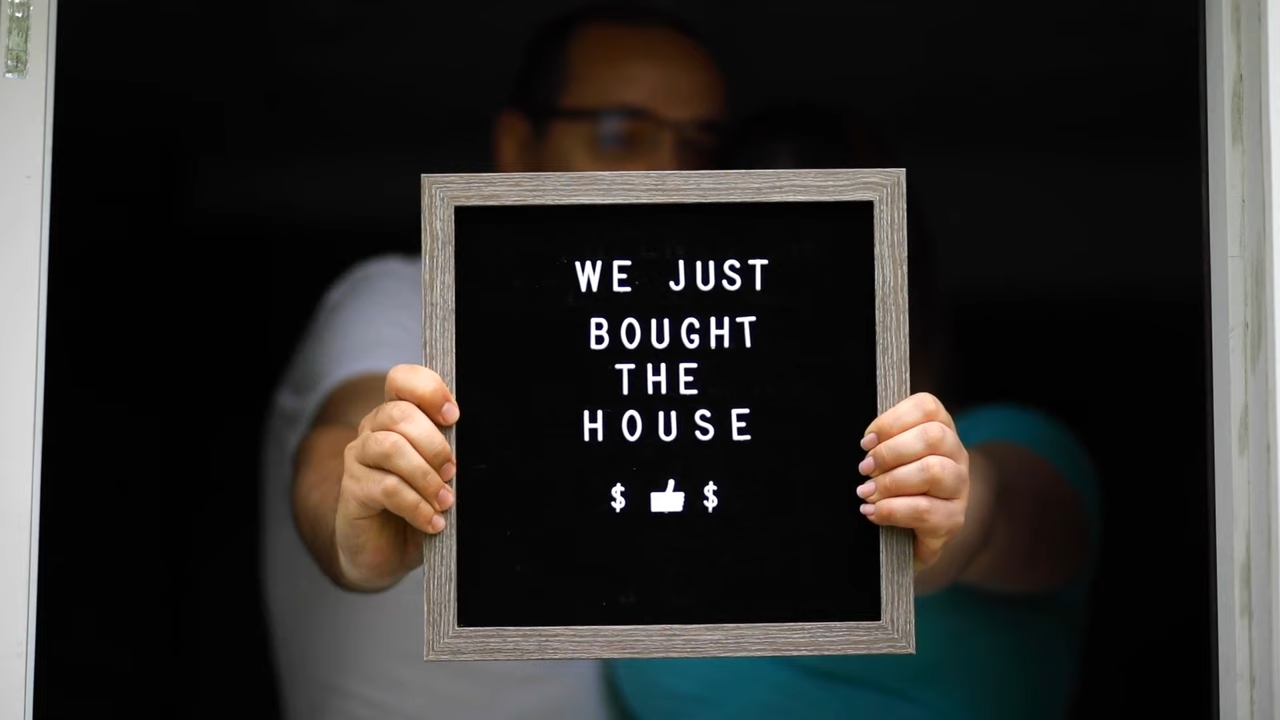 WE JUST
BOUGHT
THE
HOUSE
$ 👍 $